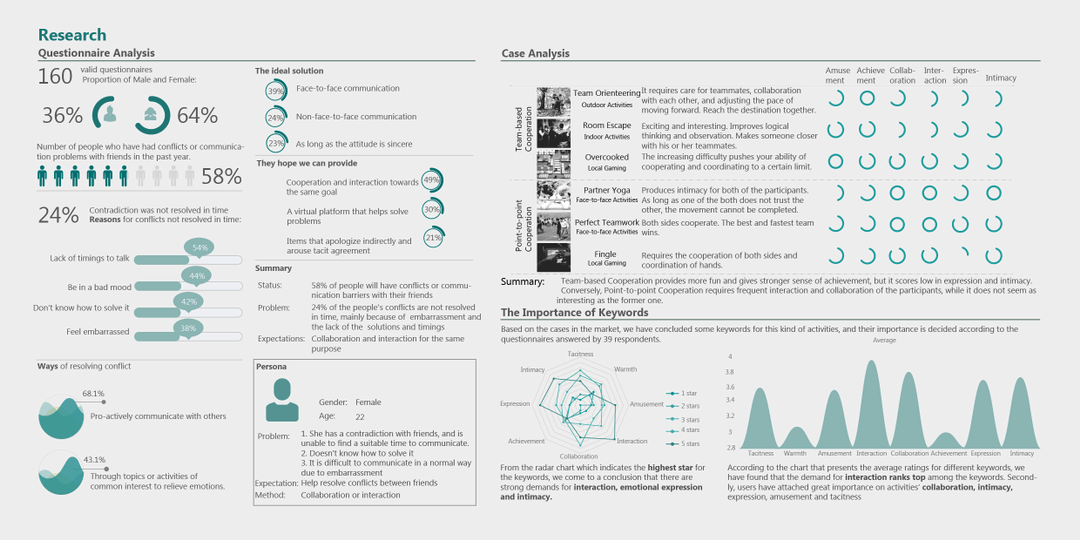 Research
Questionnaire Analysis
160 valid questionnaires
Proportion of Male and Female:
36%
64%
Number of people who have had conflicts or communica-
tion problems with friends in the past year.
58%
24% Contradiction was not resolved in time
Reasons for conflicts not resolved in time:
54%
Lack of timings to talk
44%
Be in a bad mood
42%
Don't know how to solve it
38%
Feel embarrassed
Ways of resolving conflict
68.1%
Pro-actively communicate with others
43.1%
Through topics or activities of
common interest to relieve emotions.
The ideal solution
39% Face-to-face communication
24% Non-face-to-face communication
23% As long as the attitude is sincere
They hope we can provide
Cooperation and interaction towards
the same goal
49%
A virtual platform that helps solve
problems
30%
Items that apologize indirectly and
arouse tacit agreement
21%
Summary
Status: 58% of people will have conflicts or commu-
nication barriers with their friends
Problem: 24% of the people's conflicts are not resolved
in time, mainly because of embarrassment and
the lack of the solutions and timings
Expectations: Collaboration and interaction for the same
purpose
Persona
Gender: Female
Age: 22
Problem: 1. She has a contradiction with friends, and is
unable to find a suitable time to communicate.
2. Doesn't know how to solve it
3. It is difficult to communicate in a normal way
due to embarrassment
Expectation: Help resolve conflicts between friends
Method: Collaboration or interaction
Case Analysis
Amuse
ment
Achieve
ment
Collab-
oration
Inter-
action
Expres-
sion
Intimacy
Team-based
Cooperation
Team Orienteering
Outdoor Activities
It requires care for teammates, collaboration
with each other, and adjusting the pace of
moving forward. Reach the destination together.
Room Escape
Indoor Activities
Exciting and interesting. Improves logical
thinking and observation. Makes someone closer
with his or her teammates.
Overcooked
Local Gaming
The increasing difficulty pushes your ability of
cooperating and coordinating to a certain limit.
Point-to-point
Cooperation
Partner Yoga
Face-to-face Activities
Produces intimacy for both of the participants.
As long as one of the both does not trust the
other, the movement cannot be completed.
Perfect Teamwork
Face-to-face Activities
Both sides cooperate. The best and fastest team
wins.
Fingle
Local Gaming
Requires the cooperation of both sides and
coordination of hands.
Summary: Team-based Cooperation provides more fun and gives stronger sense of achievement, but it scores low in expression and intimacy.
Conversely, Point-to-point Cooperation requires frequent interaction and collaboration of the participants, while it does not seem as
interesting as the former one.
The Importance of Keywords
Based on the cases in the market, we have concluded some keywords for this kind of activities, and their importance is decided according to the
questionnaires answered by 39 respondents.
Taotness
Warmth
Amusement
Interaction
Collaboration
Achievement
Expression
Intimacy
1 star
2 stars
3 stars
4 stars
5 stars
From the radar chart which indicates the highest star for
the keywords, we come to a conclusion that there are
strong demands for interaction, emotional expression
and intimacy.
Average
4
3.8
3.6
3.4
3.2
3
2.8
Tacitness Warmth Amusement Interaction Collaboration Achievement Expression Intimacy
According to the chart that presents the average ratings for different keywords, we
have found that the demand for interaction ranks top among the keywords. Second-
ly, users have attached great importance on activities' collaboration, intimacy,
expression, amusement and tacitness